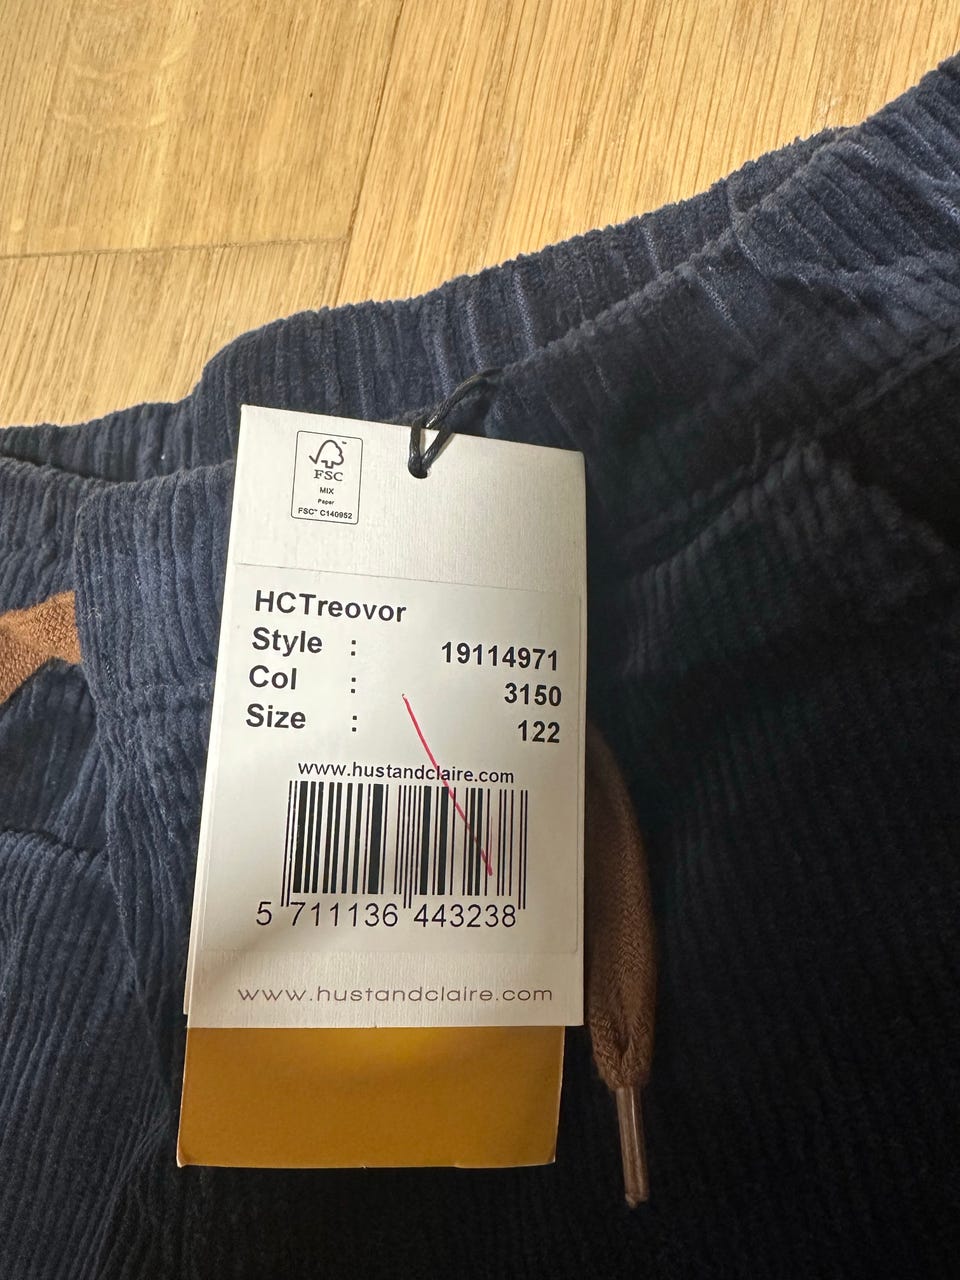 FSC
MIX
Paper
FSC™ C140952
HCTreovor
Style : 19114971
Col : 3150
Size : 122
www.hustandclaire.com
5 711136 443238
www.hustandclaire.com